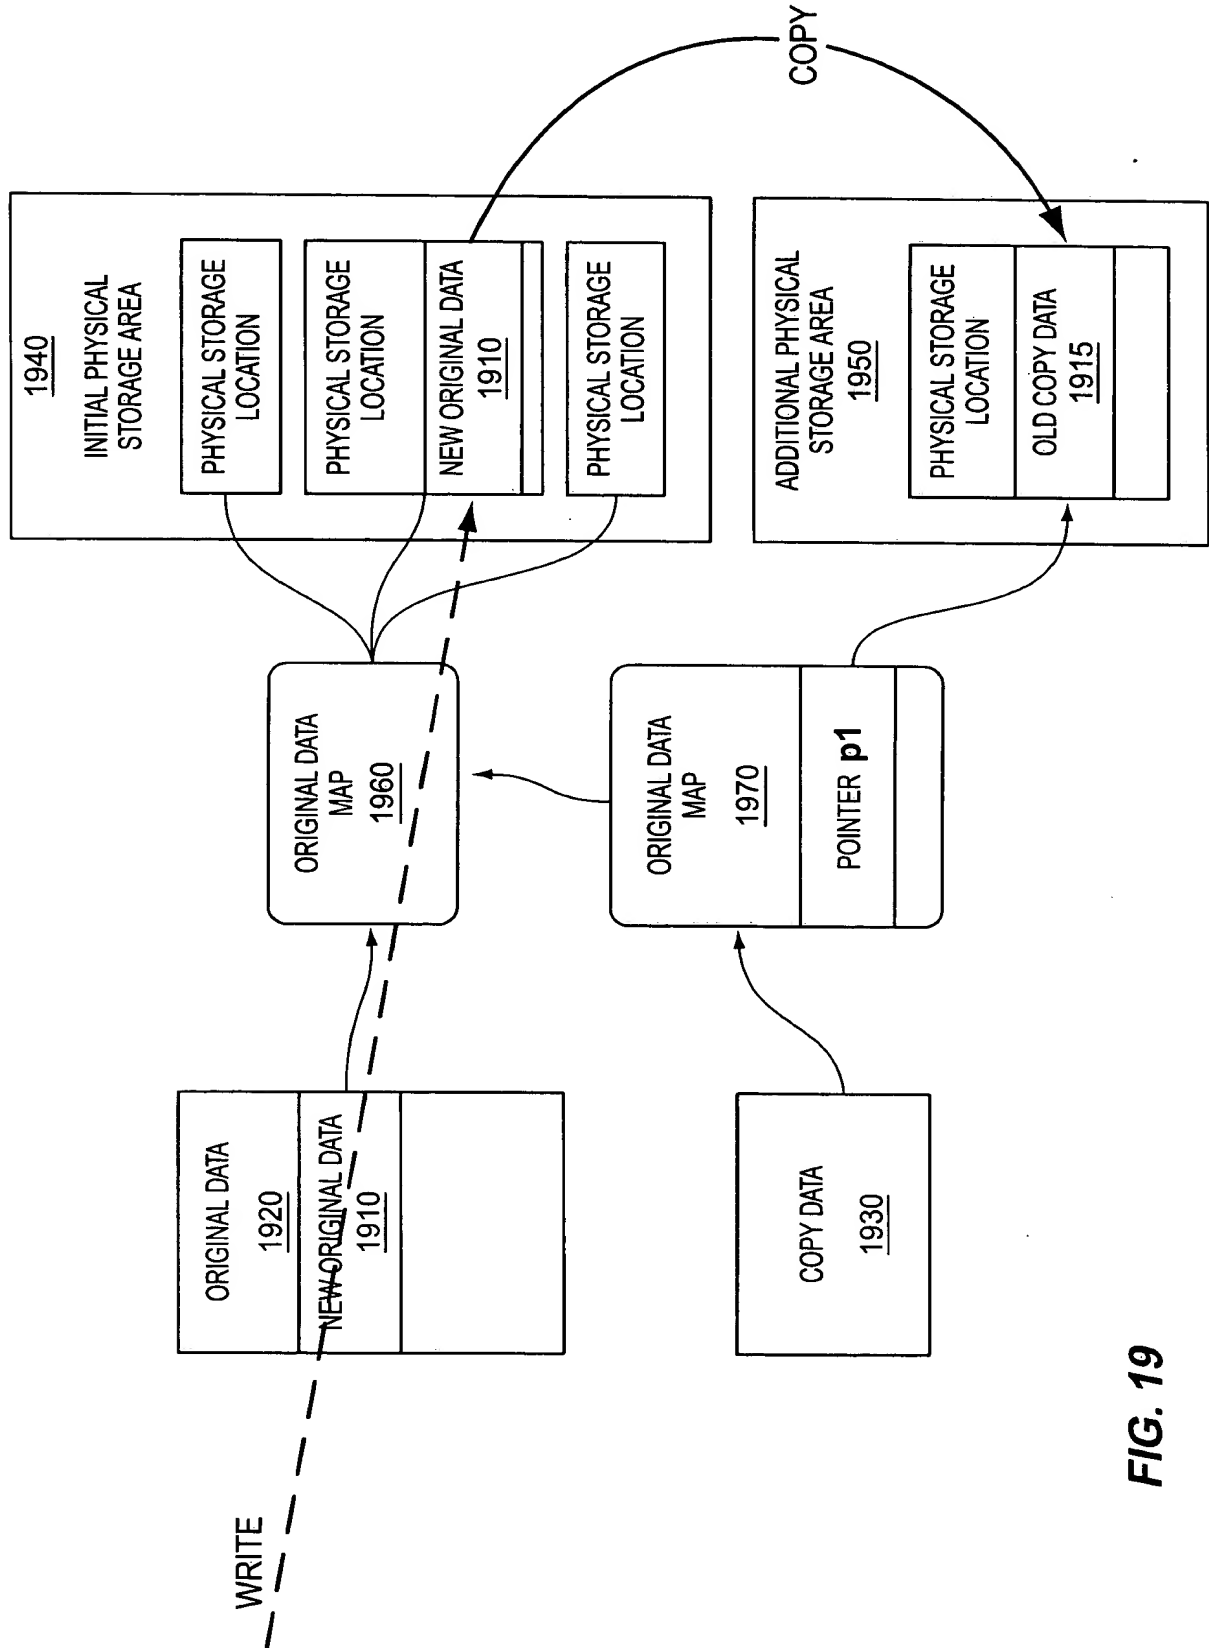 WRITE
ORIGINAL DATA
1920
NEW ORIGINAL DATA
1910
COPY DATA
1930
ORIGINAL DATA
MAP
1960
ORIGINAL DATA
MAP
1970
POINTER p1
1940
INITIAL PHYSICAL
STORAGE AREA
PHYSICAL STORAGE
LOCATION
PHYSICAL STORAGE
LOCATION
NEW ORIGINAL DATA
1910
PHYSICAL STORAGE
LOCATION
ADDITIONAL PHYSICAL
STORAGE AREA
1950
PHYSICAL STORAGE
LOCATION
OLD COPY DATA
1915
COPY
FIG. 19